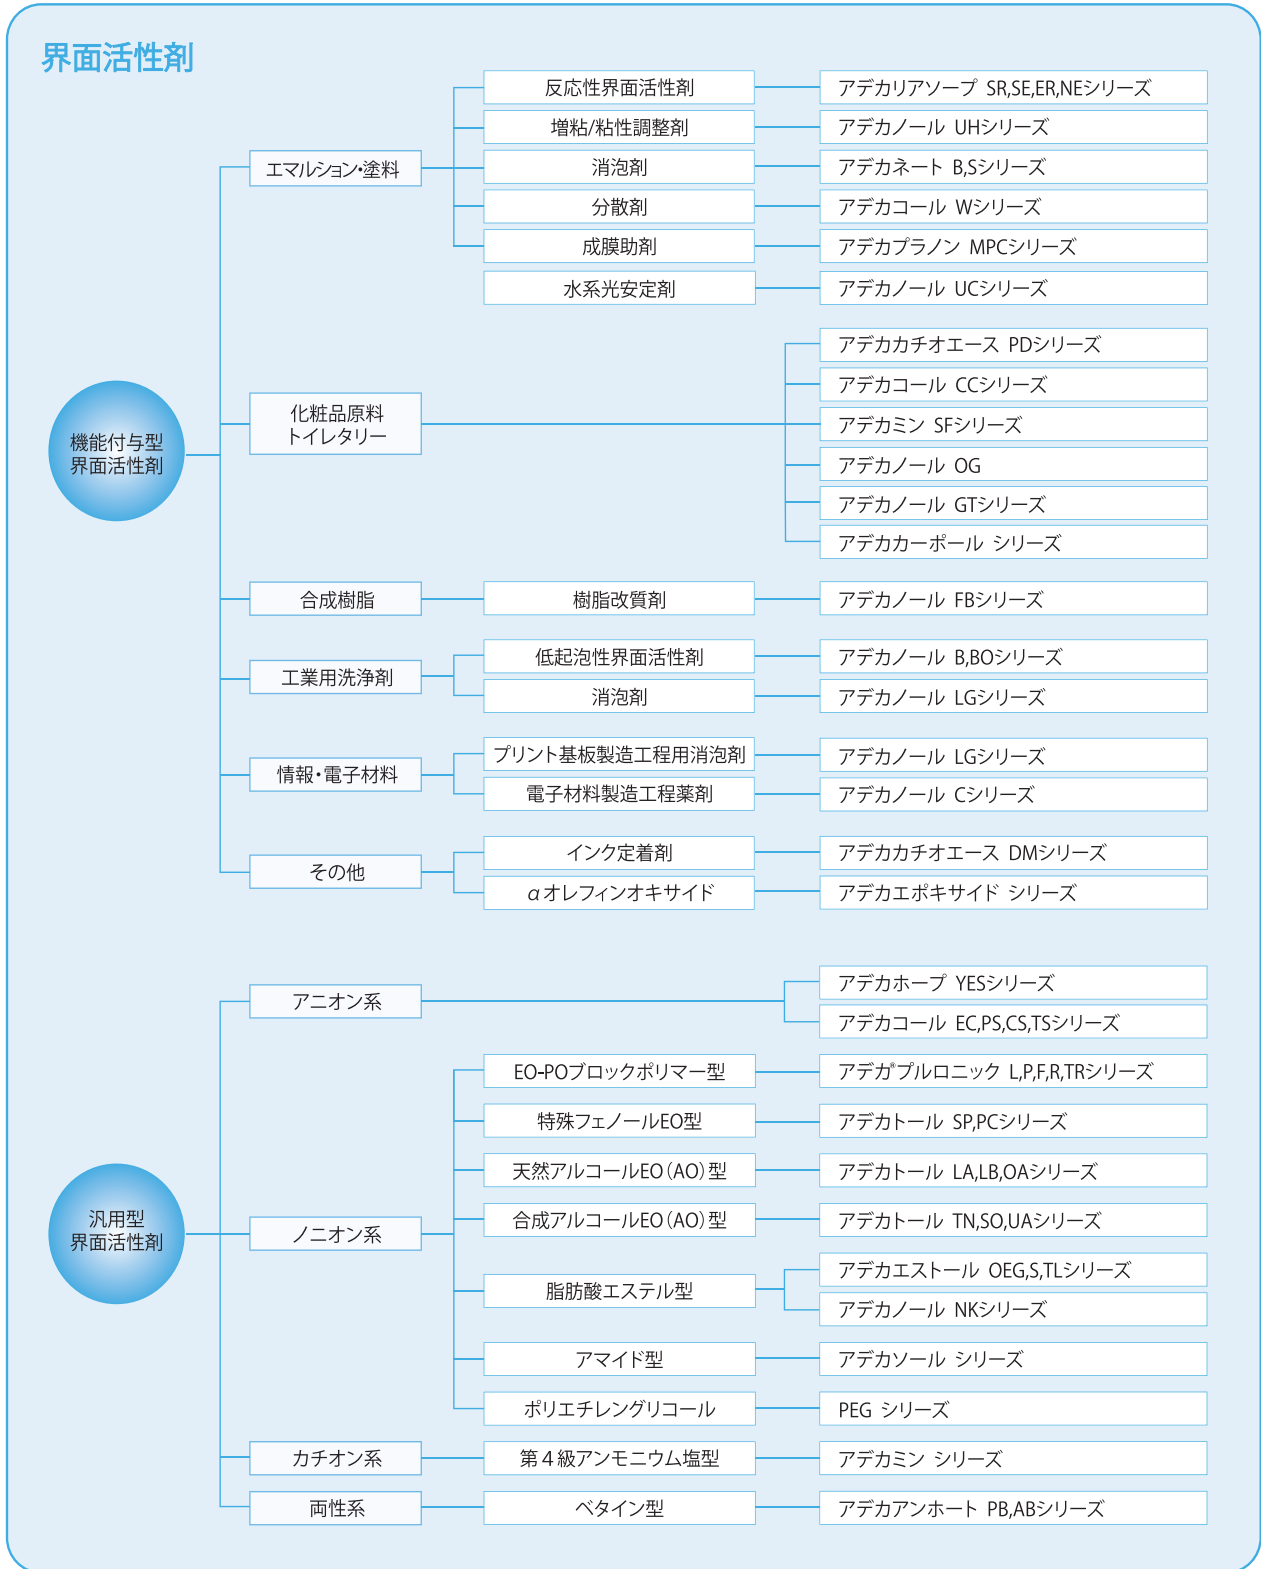 界面活性剤
機能付与型
界面活性剤
エマルション・塗料
反応性界面活性剤
アデカリアソープ SR,SE,ER,NEシリーズ
増粘/粘性調整剤
アデカノール UHシリーズ
消泡剤
アデカネート B,Sシリーズ
分散剤
アデカコール Wシリーズ
成膜助剤
アデカプラノン MPCシリーズ
水系光安定剤
アデカノール UCシリーズ
化粧品原料
トイレタリー
アデカカチオエース PDシリーズ
アデカコール CCシリーズ
アデカミン SFシリーズ
アデカノール OG
アデカノール GTシリーズ
アデカカーポール シリーズ
合成樹脂
樹脂改質剤
アデカノール FBシリーズ
工業用洗浄剤
低起泡性界面活性剤
アデカノール B,BOシリーズ
消泡剤
アデカノール LGシリーズ
情報・電子材料
プリント基板製造工程用消泡剤
アデカノール LGシリーズ
電子材料製造工程薬剤
アデカノール Cシリーズ
その他
インク定着剤
アデカカチオエース DMシリーズ
αオレフィンオキサイド
アデカエポキサイド シリーズ
汎用型
界面活性剤
アニオン系
アデカホープ YESシリーズ
アデカコール EC,PS,CS,TSシリーズ
ノニオン系
EO-POブロックポリマー型
アデカ®プルロニック L,P,F,R,TRシリーズ
特殊フェノールEO型
アデカトール SP,PCシリーズ
天然アルコールEO(AO)型
アデカトール LA,LB,OAシリーズ
合成アルコールEO(AO)型
アデカトール TN,SO,UAシリーズ
脂肪酸エステル型
アデカエストール OEG,S,TLシリーズ
アデカノール NKシリーズ
アマイド型
アデカソール シリーズ
ポリエチレングリコール
PEG シリーズ
カチオン系
第4級アンモニウム塩型
アデカミン シリーズ
両性系
ベタイン型
アデカアンホート PB,ABシリーズ